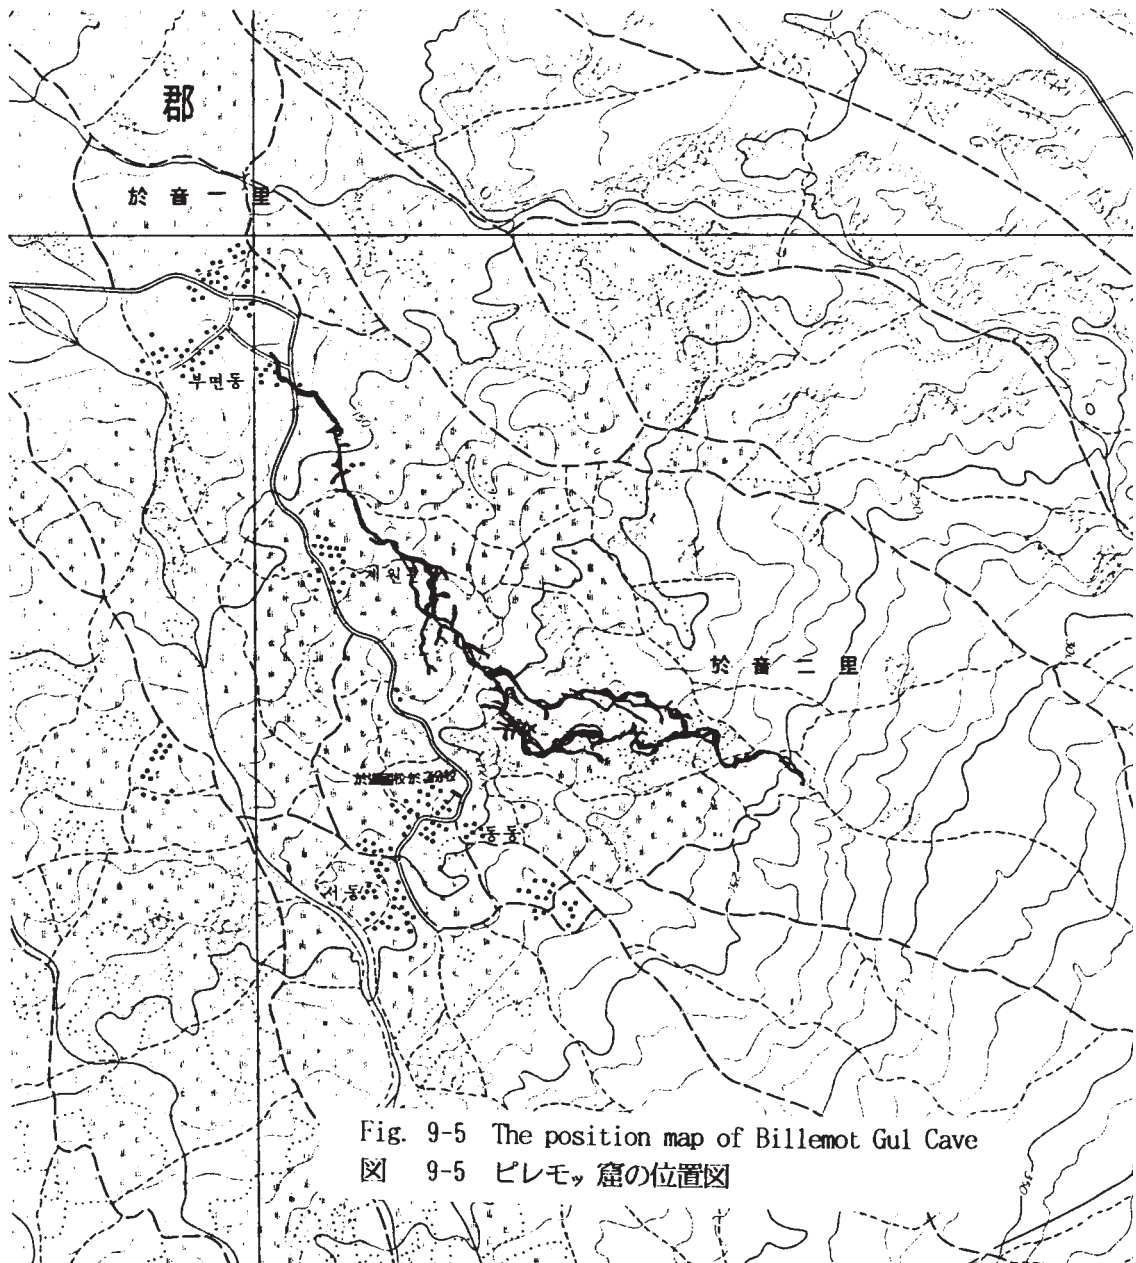 郡
於音一里
부면동
於音二里
동동
서동
301
350
Fig. 9-5 The position map of Billemot Gul Cave
図 9-5 ピレモッ窟の位置図